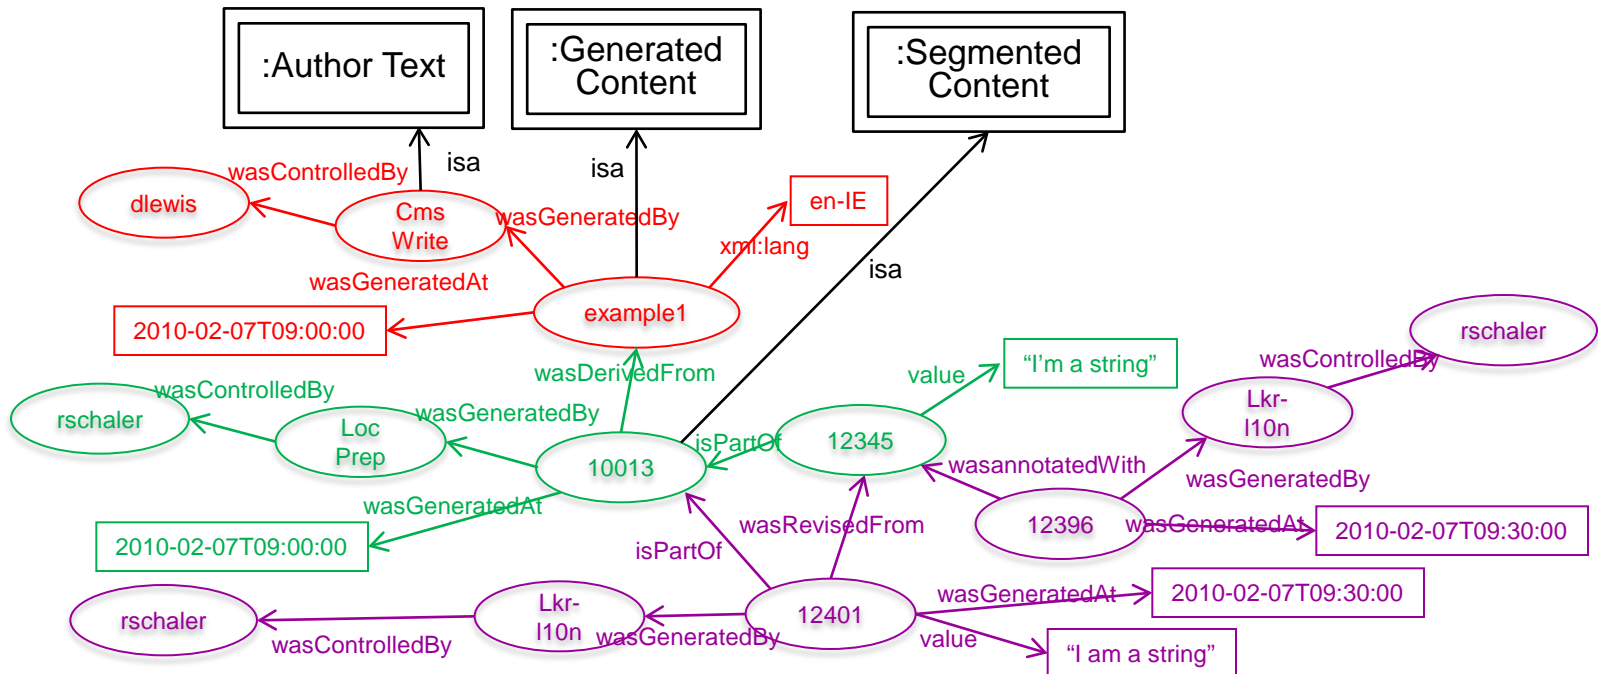 :Author Text
:Generated
Content
:Segmented
Content
isa
isa
isa
wasControlledBy
dlewis
Cms
Write
wasGeneratedBy
en-IE
xml:lang
wasGeneratedAt
example1
2010-02-07T09:00:00
wasDerivedFrom
wasControlledBy
rschaler
Loc
Prep
wasGeneratedBy
10013
isPartOf
12345
value
“I’m a string”
wasControlledBy
rschaler
Lkr-
l10n
wasannotatedWith
wasGeneratedBy
12396
wasGeneratedAt
2010-02-07T09:30:00
wasGeneratedAt
2010-02-07T09:00:00
isPartOf
wasRevisedFrom
rschaler
wasControlledBy
Lkr-
l10n
wasGeneratedBy
12401
wasGeneratedAt
2010-02-07T09:30:00
value
“I am a string”